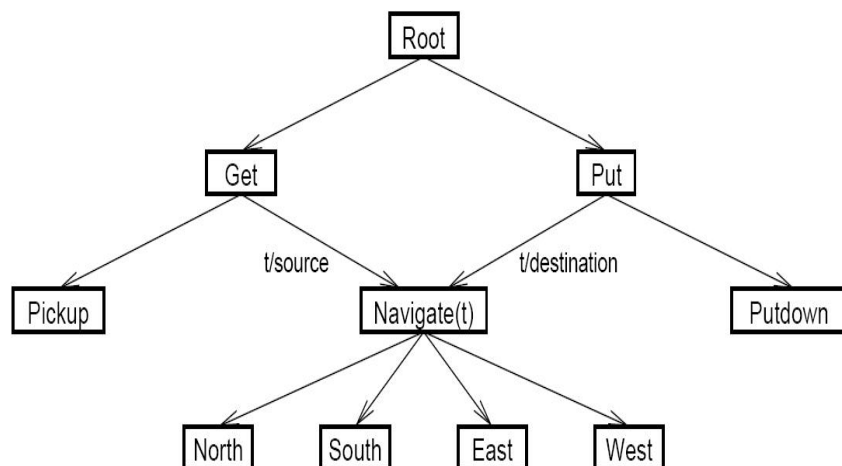 Root
Get
Put
t/source
t/destination
Pickup
Navigate(t)
Putdown
North
South
East
West